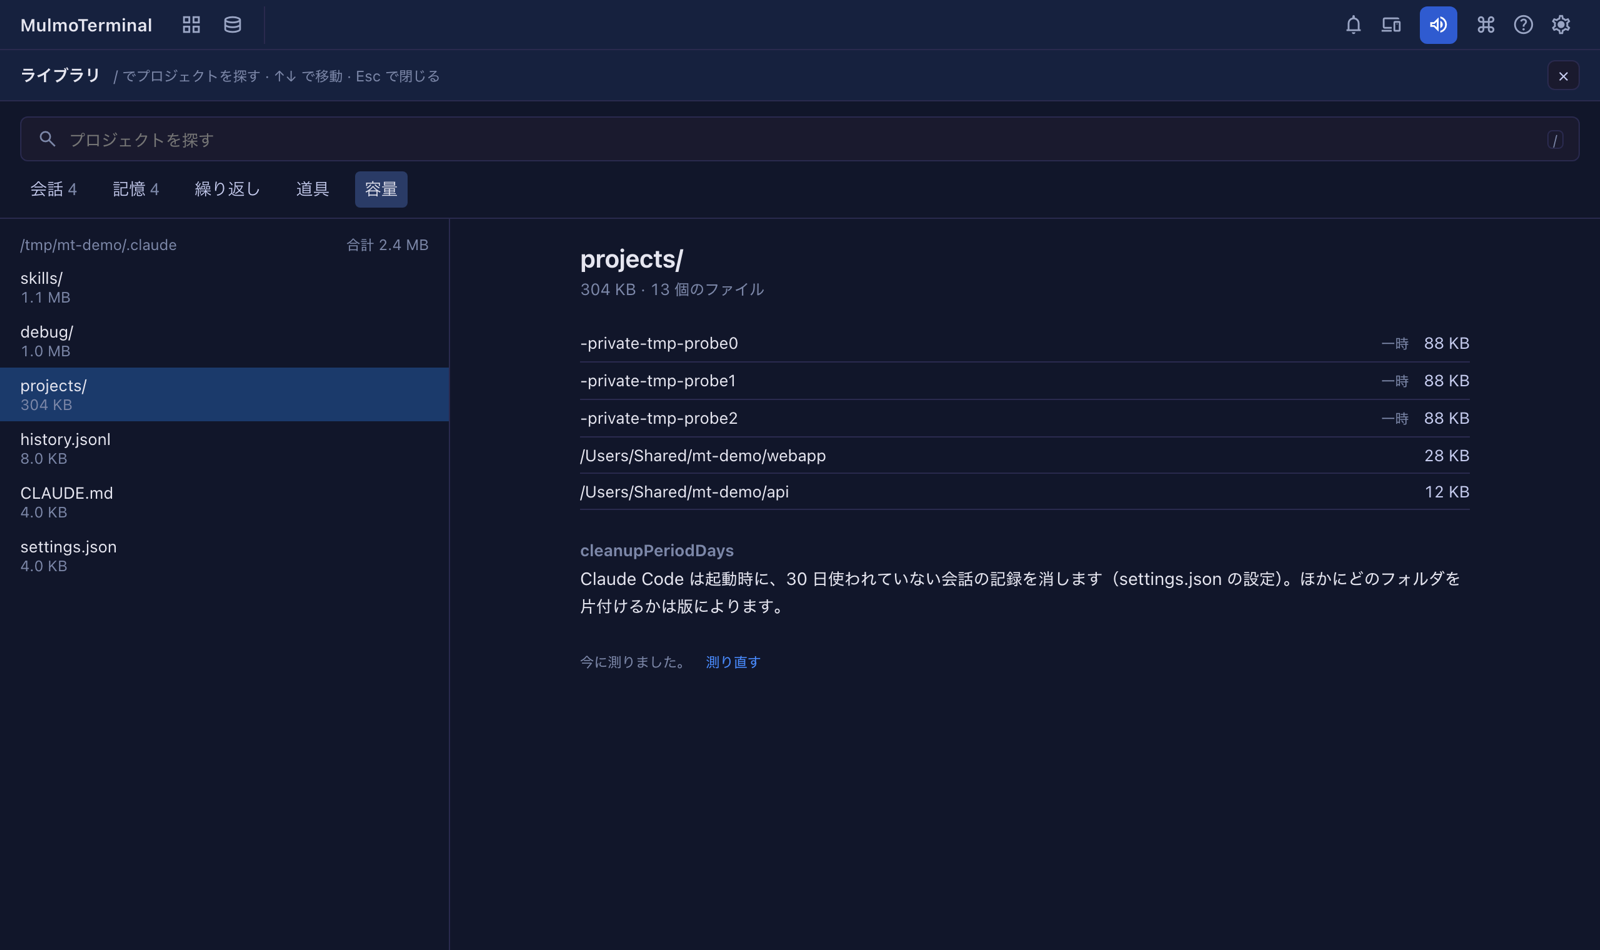 MulmoTerminal
ライブラリ / でプロジェクトを探す · ↑↓ で移動 · Esc で閉じる
プロジェクトを探す /
会話 4 記憶 4 繰り返し 道具 容量
/tmp/mt-demo/.claude 合計 2.4 MB
skills/
1.1 MB
debug/
1.0 MB
projects/
304 KB
history.jsonl
8.0 KB
CLAUDE.md
4.0 KB
settings.json
4.0 KB
projects/
304 KB · 13 個のファイル
-private-tmp-probe0 一時 88 KB
-private-tmp-probe1 一時 88 KB
-private-tmp-probe2 一時 88 KB
/Users/Shared/mt-demo/webapp 28 KB
/Users/Shared/mt-demo/api 12 KB
cleanupPeriodDays
Claude Code は起動時に、30 日使われていない会話の記録を消します（settings.json の設定）。ほかにどのフォルダを
片付けるかは版によります。
今に測りました。 測り直す